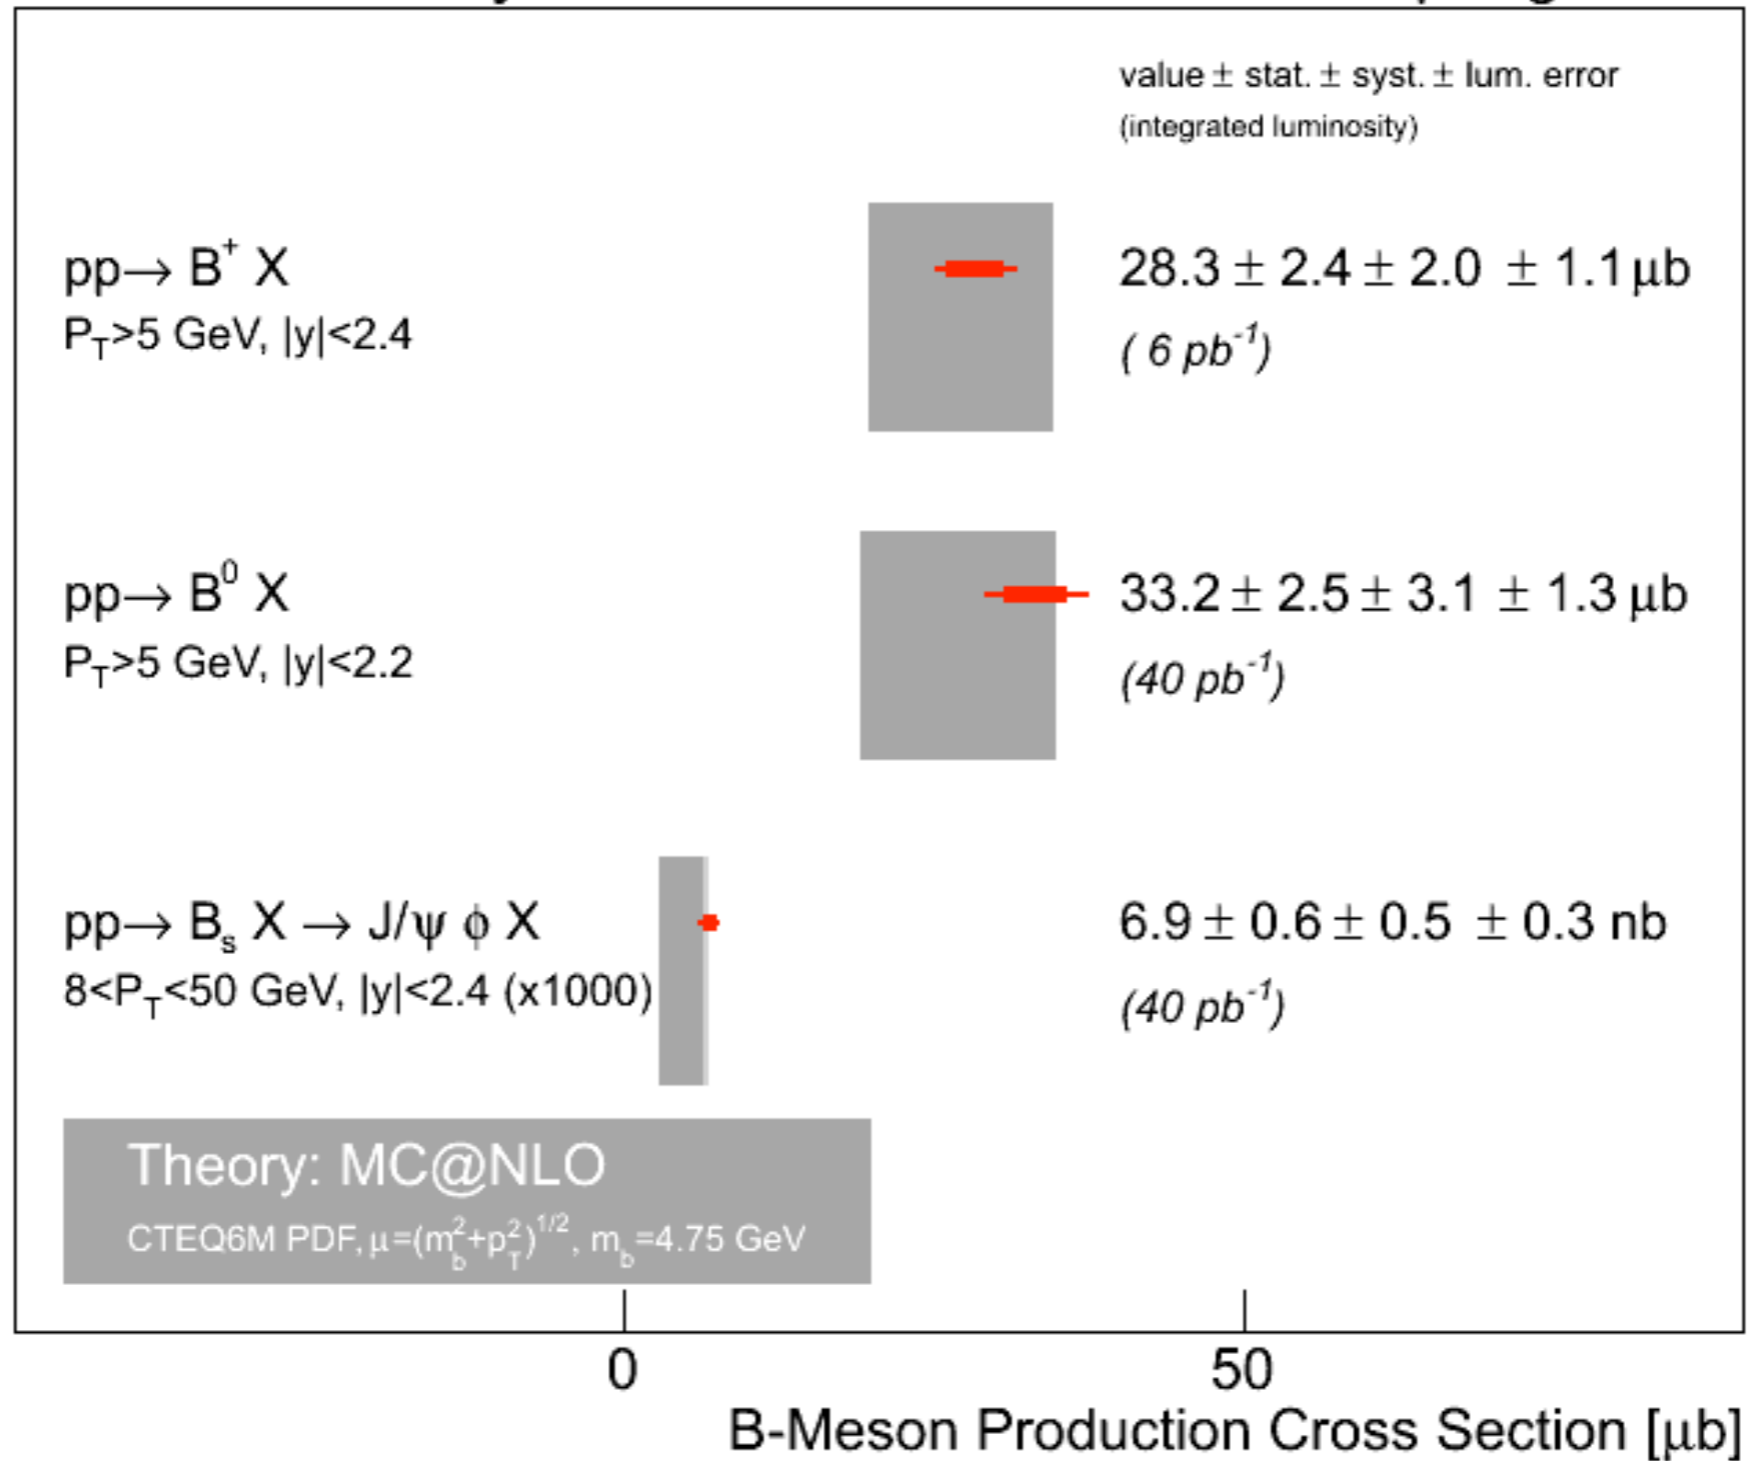 value ± stat. ± syst. ± lum. error
(integrated luminosity)
pp→ B⁺ X
28.3 ± 2.4 ± 2.0 ± 1.1 μb
P_T>5 GeV, |y|<2.4
( 6 pb⁻¹)
pp→ B⁰ X
33.2 ± 2.5 ± 3.1 ± 1.3 μb
P_T>5 GeV, |y|<2.2
(40 pb⁻¹)
pp→ B_s X → J/ψ ϕ X
6.9 ± 0.6 ± 0.5 ± 0.3 nb
8<P_T<50 GeV, |y|<2.4 (x1000)
(40 pb⁻¹)
Theory: MC@NLO
CTEQ6M PDF, μ=(m_b²+p_T²)^1/2, m_b=4.75 GeV
0 50
B-Meson Production Cross Section [μb]